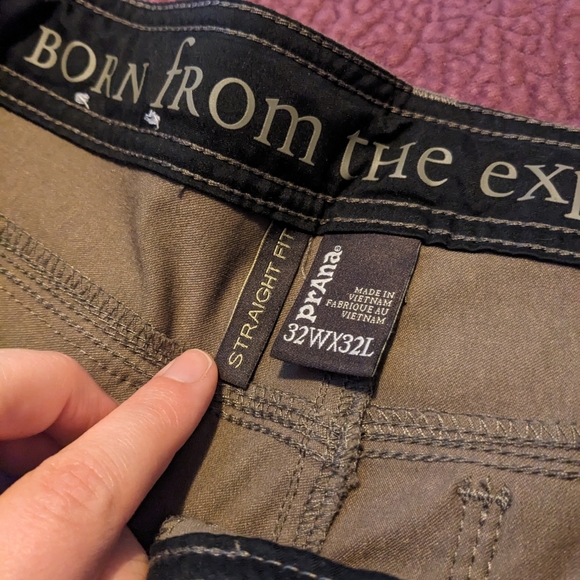 BORN fROm tHE exp
STRAIGHT FIT
prAna®
MADE IN
VIETNAM
FABRIQUE AU
VIETNAM
32WX32L